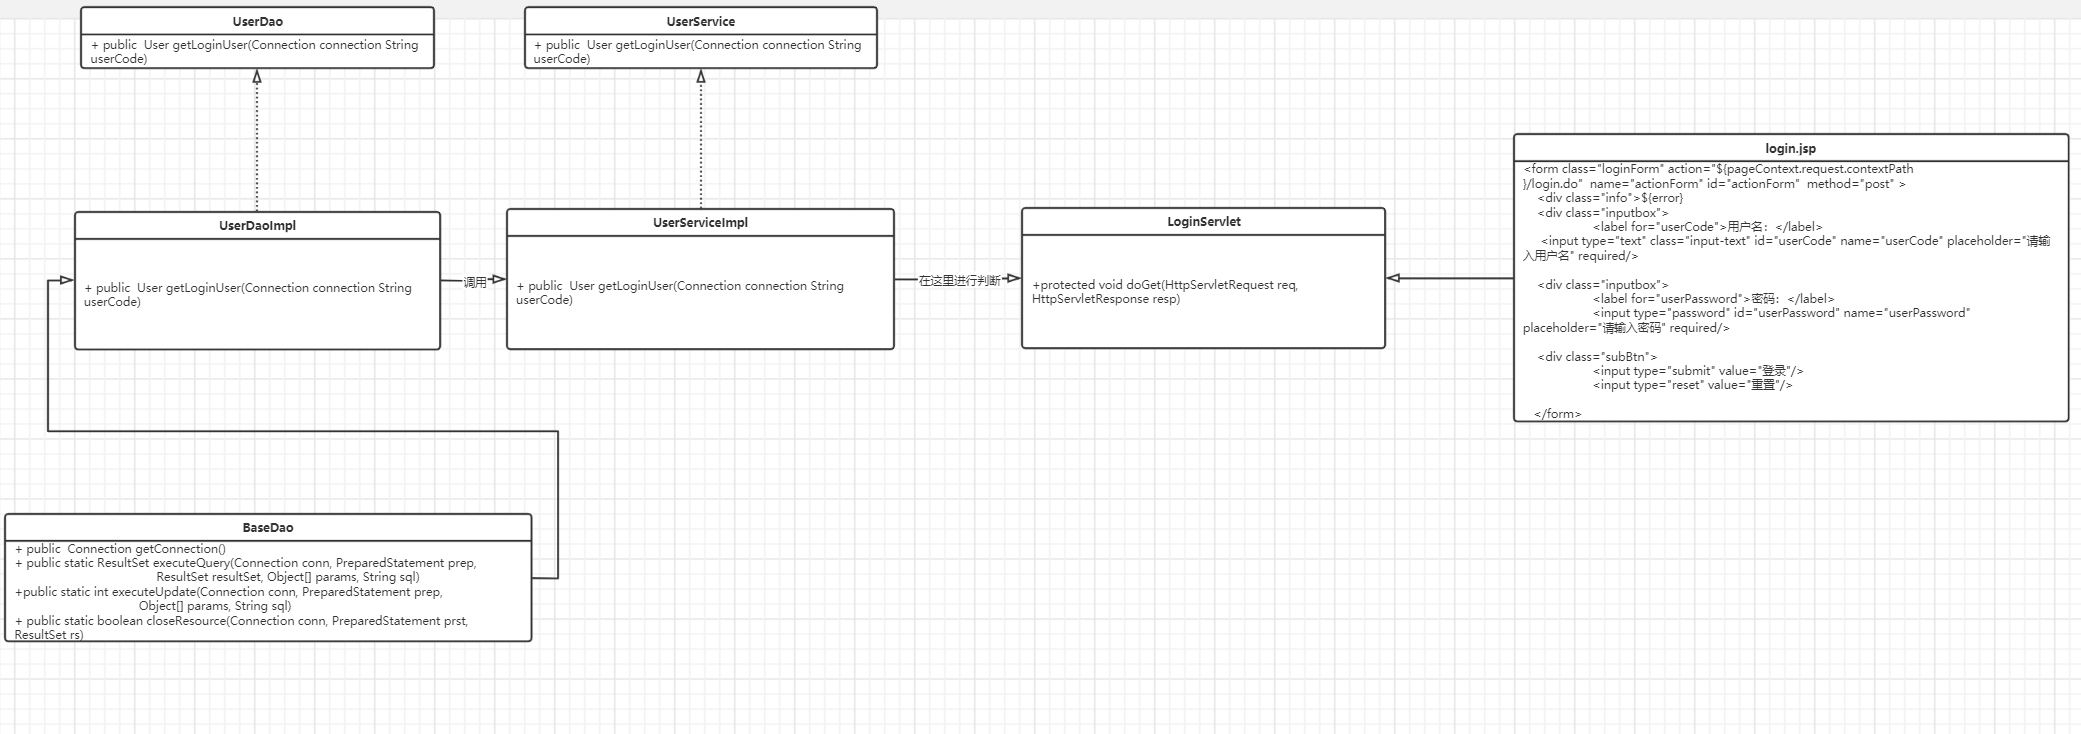 UserDao
+ public  User getLoginUser(Connection connection String
userCode)
UserService
+ public  User getLoginUser(Connection connection String
userCode)
UserDaoImpl
+ public  User getLoginUser(Connection connection String
userCode)
调用
UserServiceImpl
+ public  User getLoginUser(Connection connection String
userCode)
在这里进行判断
LoginServlet
+protected void doGet(HttpServletRequest req,
HttpServletResponse resp)
login.jsp
<form class="loginForm" action="${pageContext.request.contextPath
}/login.do"  name="actionForm" id="actionForm"  method="post" >
<div class="info">${error}
<div class="inputbox">
<label for="userCode">用户名：</label>
<input type="text" class="input-text" id="userCode" name="userCode" placeholder="请输
入用户名" required/>
<div class="inputbox">
<label for="userPassword">密码：</label>
<input type="password" id="userPassword" name="userPassword"
placeholder="请输入密码" required/>
<div class="subBtn">
<input type="submit" value="登录"/>
<input type="reset" value="重置"/>
</form>
BaseDao
+ public  Connection getConnection()
+ public static ResultSet executeQuery(Connection conn, PreparedStatement prep,
ResultSet resultSet, Object[] params, String sql)
+public static int executeUpdate(Connection conn, PreparedStatement prep,
Object[] params, String sql)
+ public static boolean closeResource(Connection conn, PreparedStatement prst,
ResultSet rs)